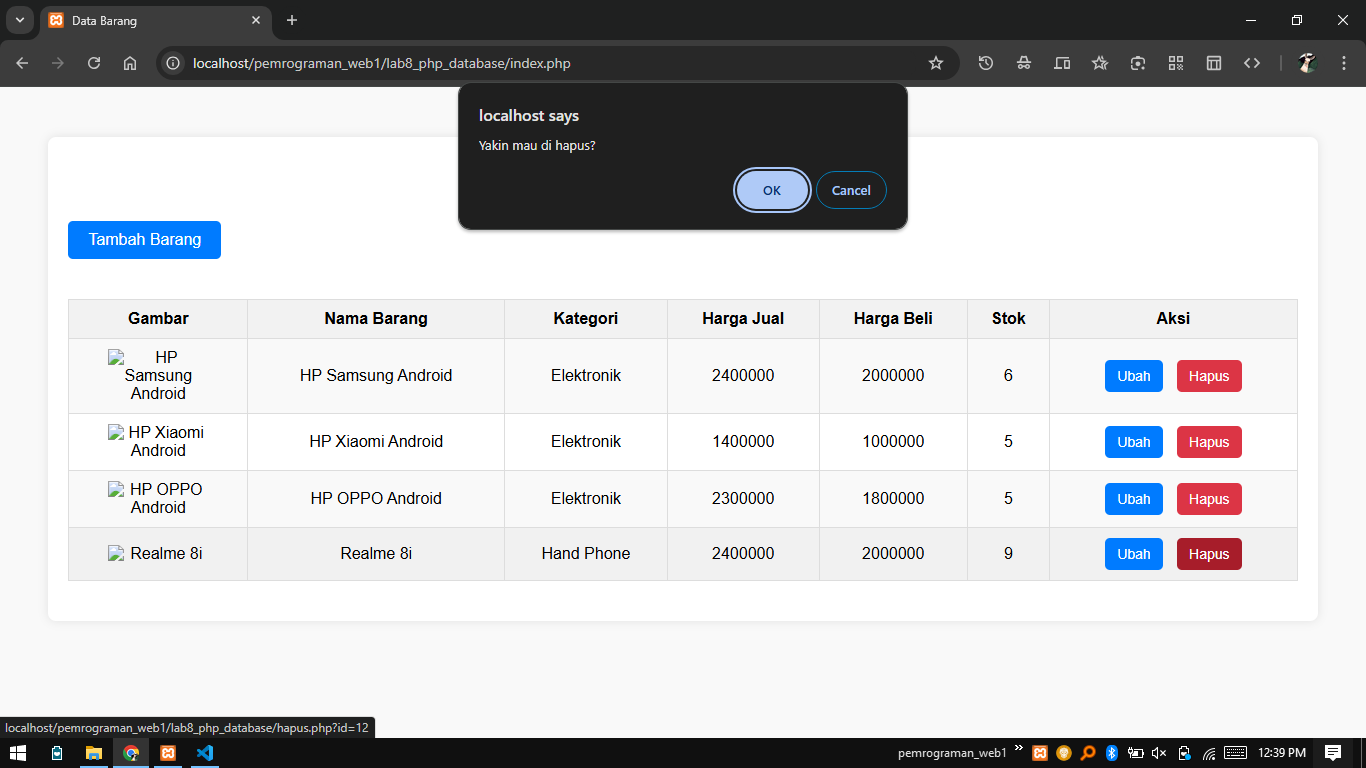 Data Barang
localhost/pemrograman_web1/lab8_php_database/index.php
localhost says
Yakin mau di hapus?
OK Cancel
Tambah Barang
Gambar Nama Barang Kategori Harga Jual Harga Beli Stok Aksi
HP
Samsung
Android
HP Samsung Android Elektronik 2400000 2000000 6 Ubah Hapus
HP Xiaomi
Android
HP Xiaomi Android Elektronik 1400000 1000000 5 Ubah Hapus
HP OPPO
Android
HP OPPO Android Elektronik 2300000 1800000 5 Ubah Hapus
Realme 8i Realme 8i Hand Phone 2400000 2000000 9 Ubah Hapus
localhost/pemrograman_web1/lab8_php_database/hapus.php?id=12
pemrograman_web1 12:39 PM